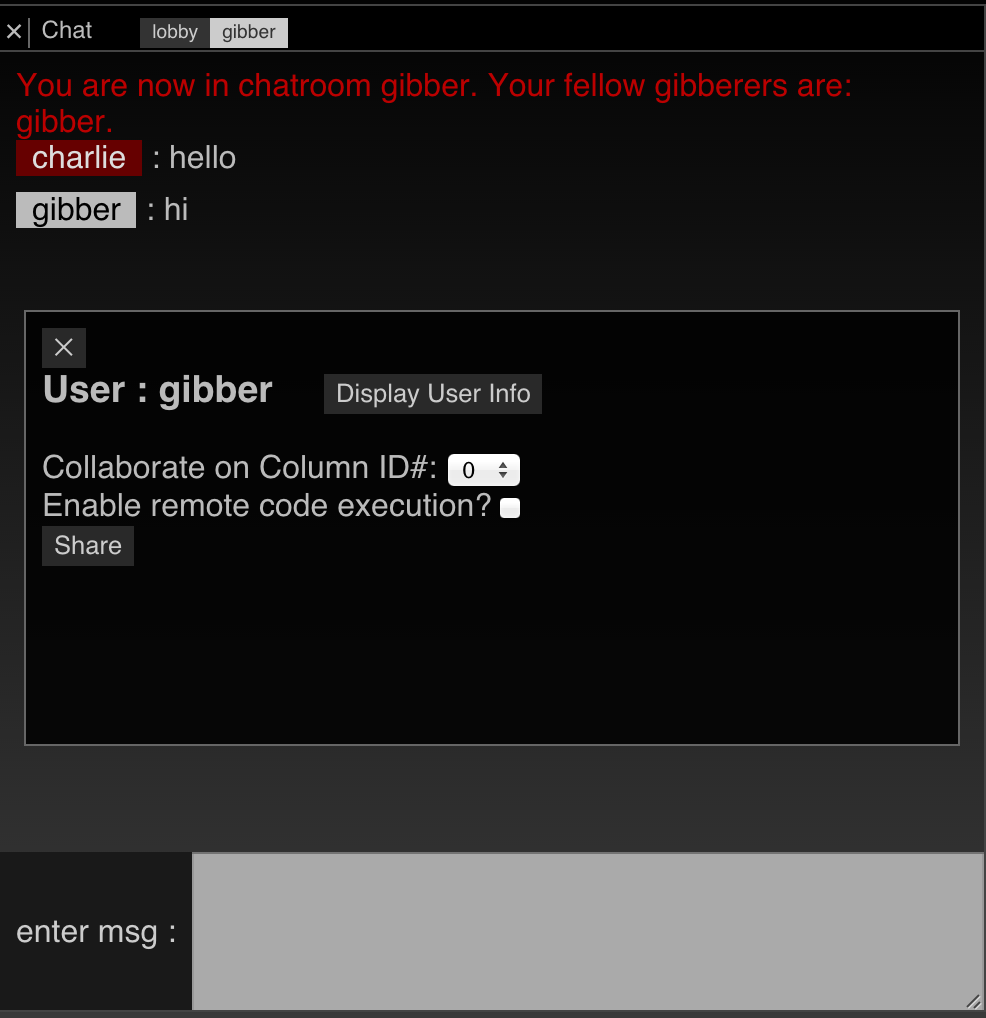 × Chat lobby gibber
You are now in chatroom gibber. Your fellow gibberers are:
gibber.
charlie : hello
gibber : hi
×
User : gibber Display User Info
Collaborate on Column ID#: 0
Enable remote code execution?
Share
enter msg :